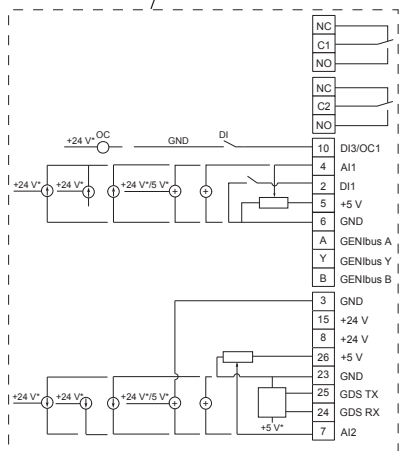 NC
C1
NO
NC
C2
NO
+24 V* OC GND DI 10 DI3/OC1
4 AI1
+24 V* +24 V* +24 V*/5 V* 2 DI1
5 +5 V
6 GND
A GENIbus A
Y GENIbus Y
B GENIbus B
3 GND
15 +24 V
8 +24 V
26 +5 V
23 GND
+24 V* +24 V* +24 V*/5 V* 25 GDS TX
24 GDS RX
+5 V* 7 AI2